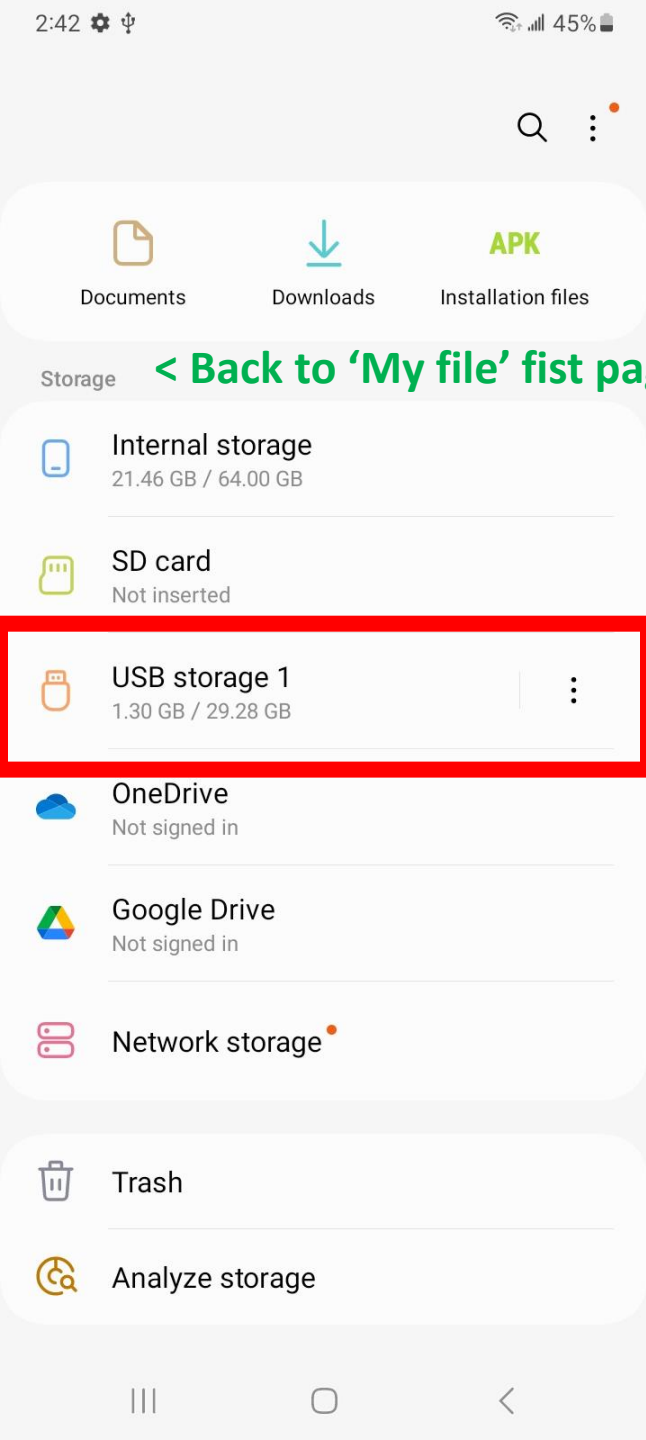 2:42 45%
Documents Downloads Installation files
APK
Storage < Back to ‘My file’ fist pa
Internal storage
21.46 GB / 64.00 GB
SD card
Not inserted
USB storage 1
1.30 GB / 29.28 GB
OneDrive
Not signed in
Google Drive
Not signed in
Network storage
Trash
Analyze storage